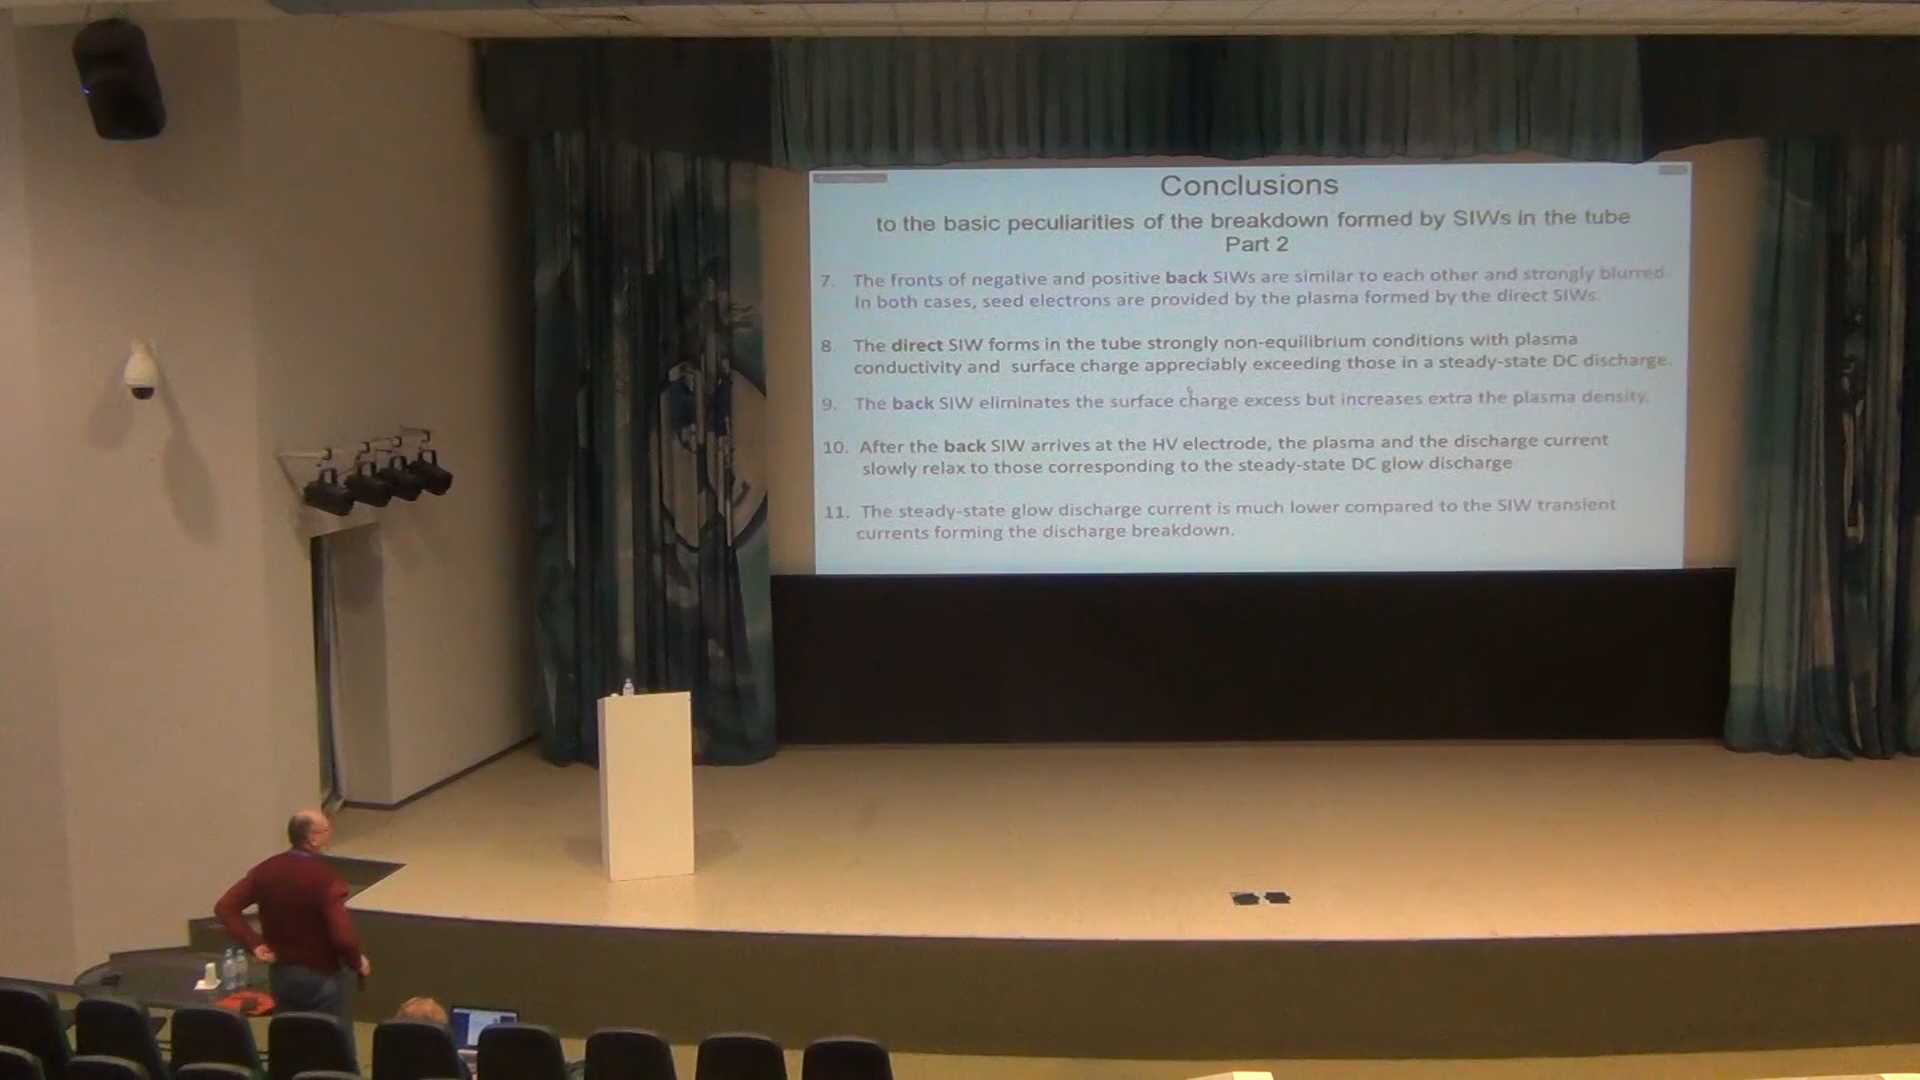 Conclusions
to the basic peculiarities of the breakdown formed by SIWs in the tube
Part 2
7. The fronts of negative and positive back SIWs are similar to each other and strongly blurred.
In both cases, seed electrons are provided by the plasma formed by the direct SIWs.
8. The direct SIW forms in the tube strongly non-equilibrium conditions with plasma
conductivity and surface charge appreciably exceeding those in a steady-state DC discharge.
9. The back SIW eliminates the surface charge excess but increases extra the plasma density.
10. After the back SIW arrives at the HV electrode, the plasma and the discharge current
slowly relax to those corresponding to the steady-state DC glow discharge
11. The steady-state glow discharge current is much lower compared to the SIW transient
currents forming the discharge breakdown.